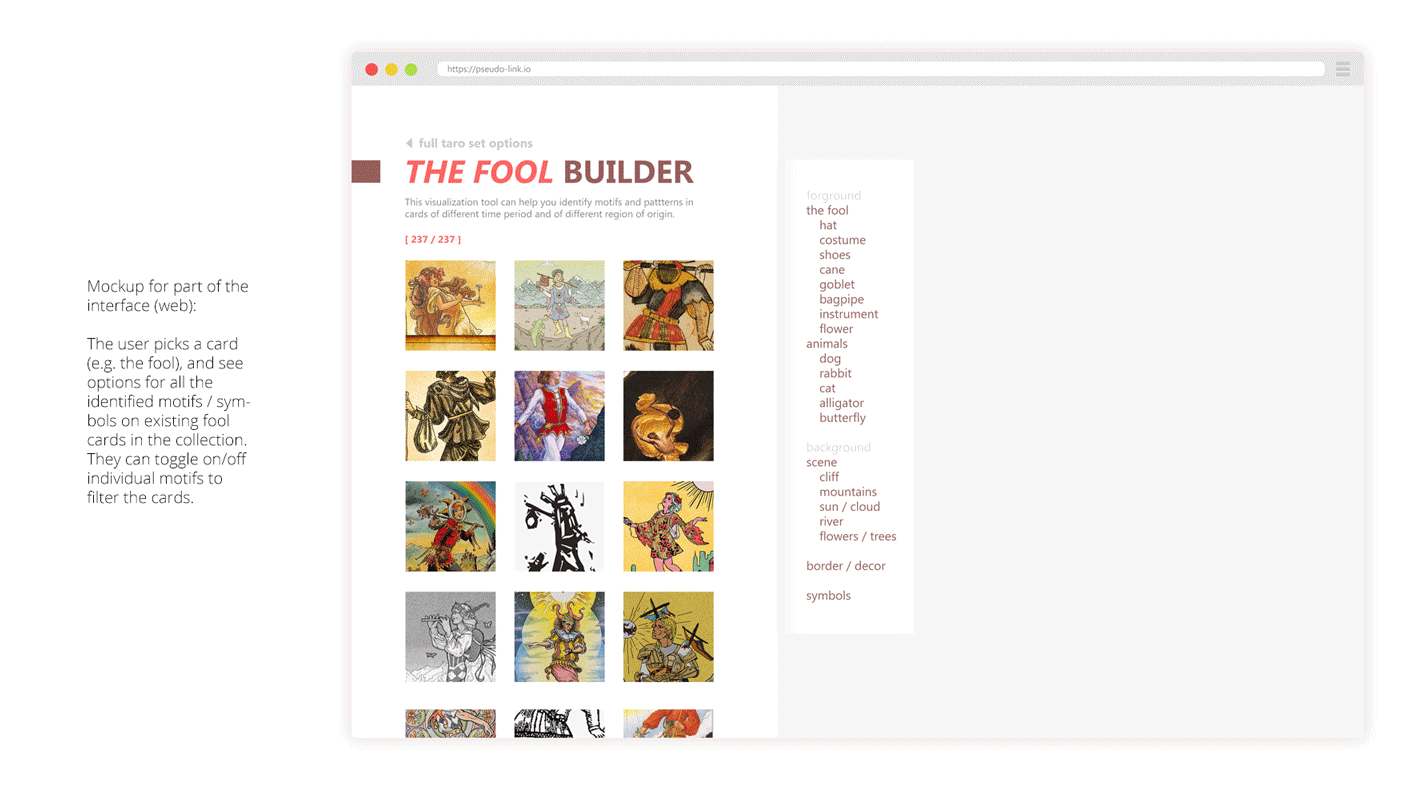 https://pseudo-link.io
full taro set options
THE FOOL BUILDER
This visualization tool can help you identify motifs and pattterns in
cards of different time period and of different region of origin.
[ 237 / 237 ]
Mockup for part of the
interface (web):
The user picks a card
(e.g. the fool), and see
options for all the
identified motifs / sym-
bols on existing fool
cards in the collection.
They can toggle on/off
individual motifs to
filter the cards.
forground
the fool
hat
costume
shoes
cane
goblet
bagpipe
instrument
flower
animals
dog
rabbit
cat
alligator
butterfly
background
scene
cliff
mountains
sun / cloud
river
flowers / trees
border / decor
symbols